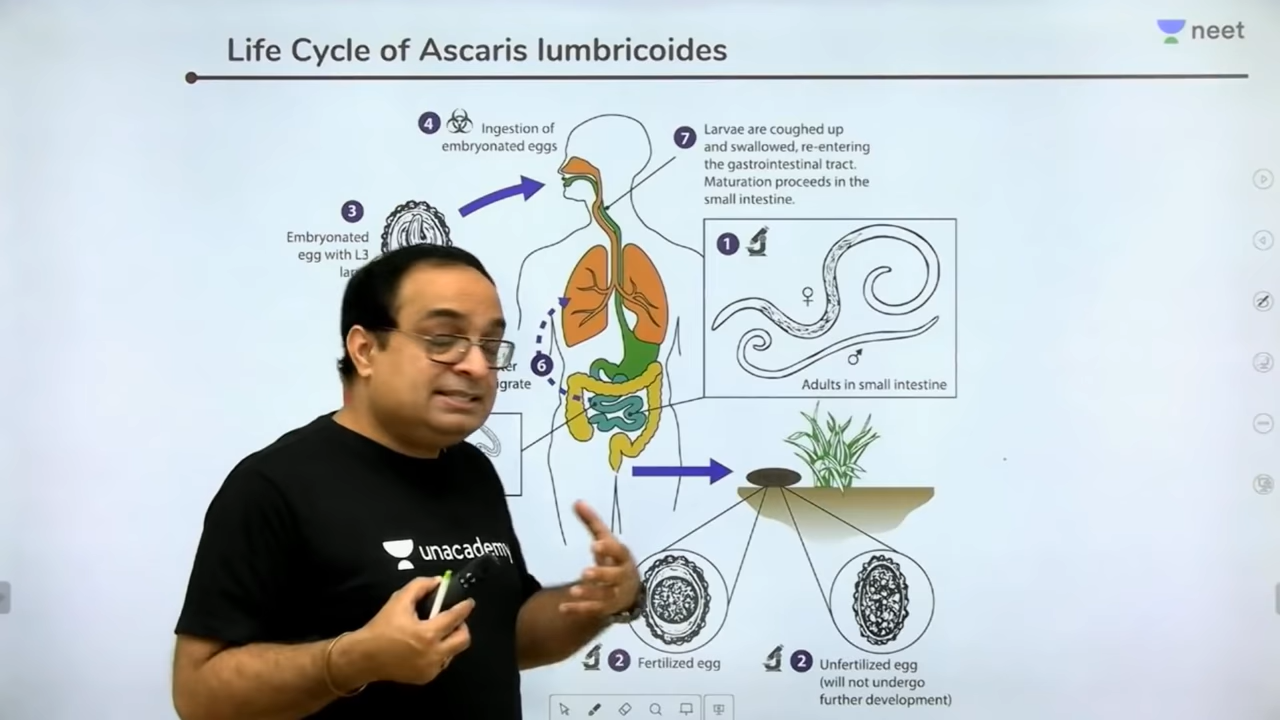 Life Cycle of Ascaris lumbricoides
neet
4
Ingestion of
embryonated eggs
7
Larvae are coughed up
and swallowed, re-entering
the gastrointestinal tract.
Maturation proceeds in the
small intestine.
3
Embryonated
egg with L3
1
♀
♂
Adults in small intestine
6
unacademy
2
Fertilized egg
2
Unfertilized egg
(will not undergo
further development)